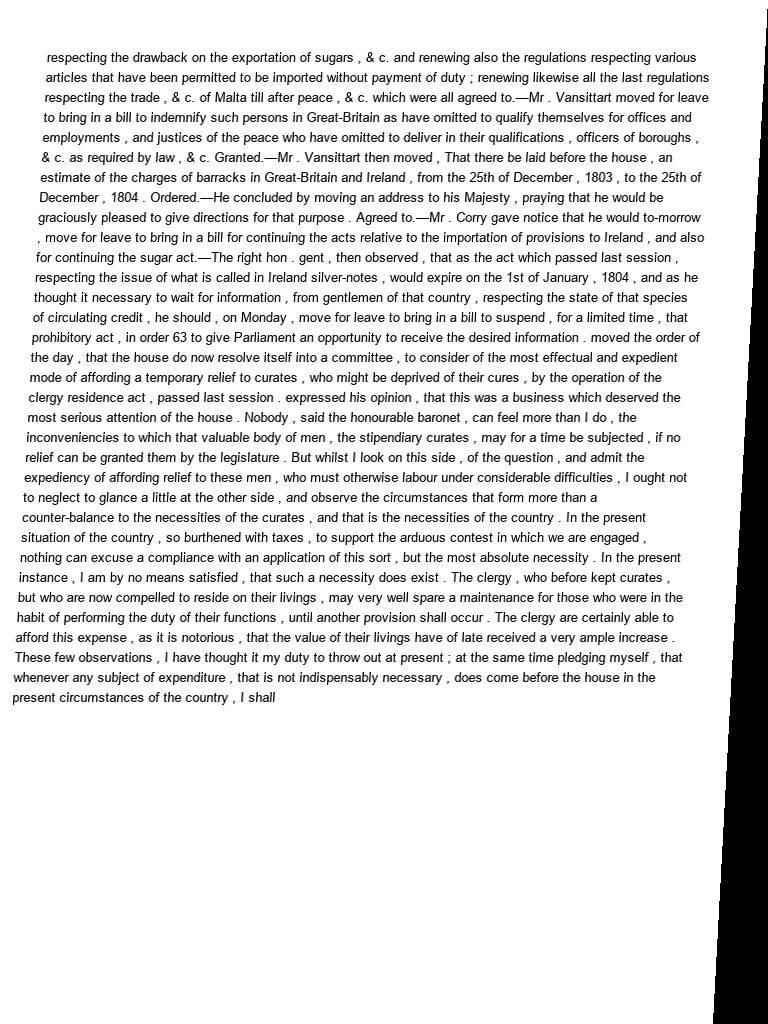 respecting the drawback on the exportation of sugars , & c. and renewing also the regulations respecting various
articles that have been permitted to be imported without payment of duty ; renewing likewise all the last regulations
respecting the trade , & c. of Malta till after peace , & c. which were all agreed to.—Mr . Vansittart moved for leave
to bring in a bill to indemnify such persons in Great-Britain as have omitted to qualify themselves for offices and
employments , and justices of the peace who have omitted to deliver in their qualifications , officers of boroughs ,
& c. as required by law , & c. Granted.—Mr . Vansittart then moved , That there be laid before the house , an
estimate of the charges of barracks in Great-Britain and Ireland , from the 25th of December , 1803 , to the 25th of
December , 1804 . Ordered.—He concluded by moving an address to his Majesty , praying that he would be
graciously pleased to give directions for that purpose . Agreed to.—Mr . Corry gave notice that he would to-morrow
, move for leave to bring in a bill for continuing the acts relative to the importation of provisions to Ireland , and also
for continuing the sugar act.—The right hon . gent , then observed , that as the act which passed last session ,
respecting the issue of what is called in Ireland silver-notes , would expire on the 1st of January , 1804 , and as he
thought it necessary to wait for information , from gentlemen of that country , respecting the state of that species
of circulating credit , he should , on Monday , move for leave to bring in a bill to suspend , for a limited time , that
prohibitory act , in order 63 to give Parliament an opportunity to receive the desired information . moved the order of
the day , that the house do now resolve itself into a committee , to consider of the most effectual and expedient
mode of affording a temporary relief to curates , who might be deprived of their cures , by the operation of the
clergy residence act , passed last session . expressed his opinion , that this was a business which deserved the
most serious attention of the house . Nobody , said the honourable baronet , can feel more than I do , the
inconveniencies to which that valuable body of men , the stipendiary curates , may for a time be subjected , if no
relief can be granted them by the legislature . But whilst I look on this side , of the question , and admit the
expediency of affording relief to these men , who must otherwise labour under considerable difficulties , I ought not
to neglect to glance a little at the other side , and observe the circumstances that form more than a
counter-balance to the necessities of the curates , and that is the necessities of the country . In the present
situation of the country , so burthened with taxes , to support the arduous contest in which we are engaged ,
nothing can excuse a compliance with an application of this sort , but the most absolute necessity . In the present
instance , I am by no means satisfied , that such a necessity does exist . The clergy , who before kept curates ,
but who are now compelled to reside on their livings , may very well spare a maintenance for those who were in the
habit of performing the duty of their functions , until another provision shall occur . The clergy are certainly able to
afford this expense , as it is notorious , that the value of their livings have of late received a very ample increase .
These few observations , I have thought it my duty to throw out at present ; at the same time pledging myself , that
whenever any subject of expenditure , that is not indispensably necessary , does come before the house in the
present circumstances of the country , I shall